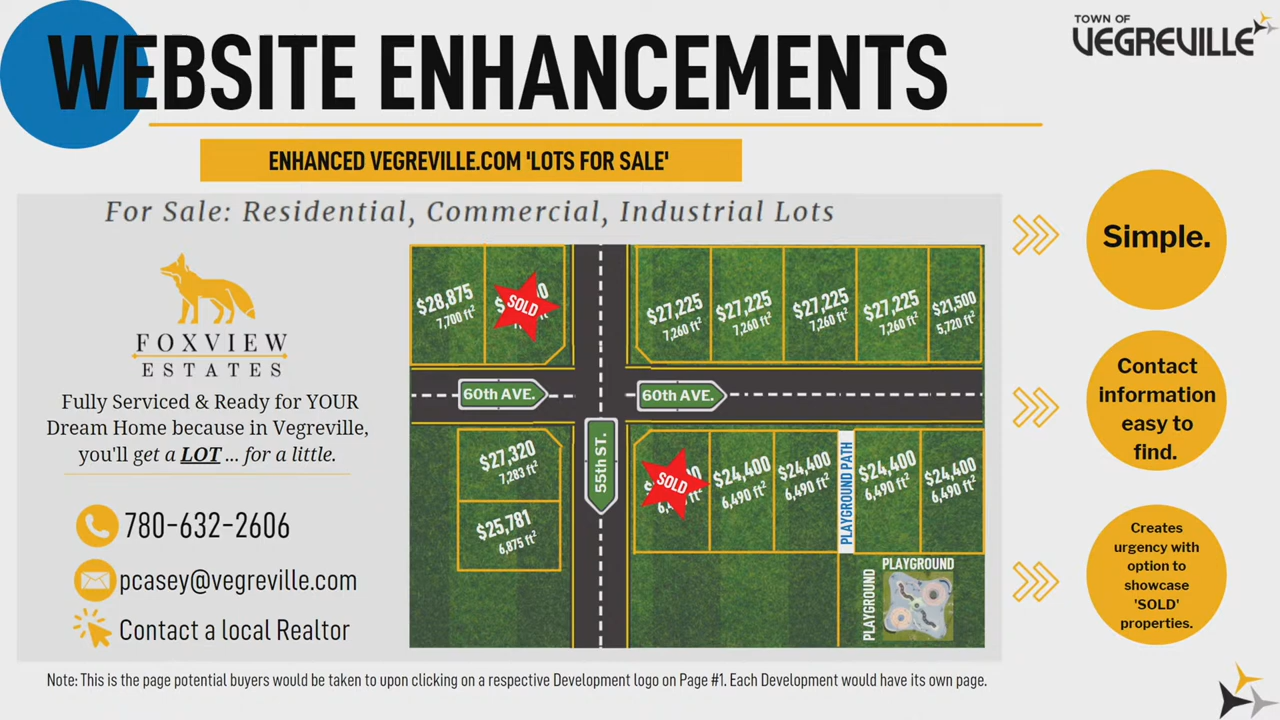 TOWN OF
VEGREVILLE
WEBSITE ENHANCEMENTS
ENHANCED VEGREVILLE.COM 'LOTS FOR SALE'
For Sale: Residential, Commercial, Industrial Lots
FOXVIEW
ESTATES
Fully Serviced & Ready for YOUR
Dream Home because in Vegreville,
you'll get a LOT ... for a little.
780-632-2606
pcasey@vegreville.com
Contact a local Realtor
$28,875
7,700 ft²
SOLD
$27,225
7,260 ft²
$27,225
7,260 ft²
$27,225
7,260 ft²
$27,225
7,260 ft²
$21,500
5,720 ft²
60th AVE.
60th AVE.
55th ST.
$27,320
7,283 ft²
$25,781
6,875 ft²
SOLD
$24,400
6,490 ft²
$24,400
6,490 ft²
PLAYGROUND PATH
$24,400
6,490 ft²
$24,400
6,490 ft²
PLAYGROUND
PLAYGROUND
Simple.
Contact
information
easy to
find.
Creates
urgency with
option to
showcase
'SOLD'
properties.
Note: This is the page potential buyers would be taken to upon clicking on a respective Development logo on Page #1. Each Development would have its own page.